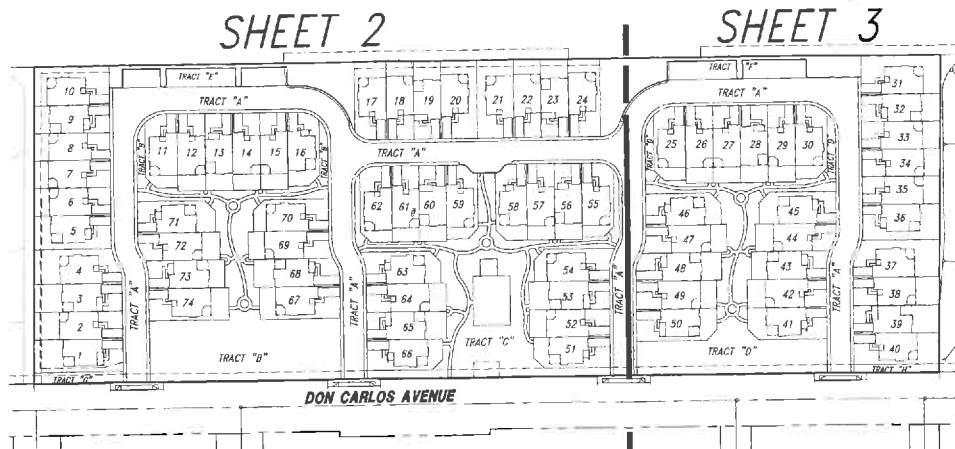 SHEET 2
SHEET 3
TRACT "E"
TRACT "F"
TRACT "A"
TRACT "A"
10
17 18 19 20
21 22 23 24
31
9
32
8
11 12 13 14 15 16
TRACT "B"
TRACT "B"
TRACT "A"
25 26 27 28 29 30
TRACT "D"
TRACT "D"
33
7
34
6
62 61 60 59
58 57 56 55
35
5
71
70
46
45
36
72
69
47
44
4
73
68
63
54
48
43
37
3
74
67
64
53
49
42
38
2
65
52
50
41
39
1
66
51
40
TRACT "A"
TRACT "A"
TRACT "A"
TRACT "A"
TRACT "B"
TRACT "C"
TRACT "D"
TRACT "G"
TRACT "H"
DON CARLOS AVENUE